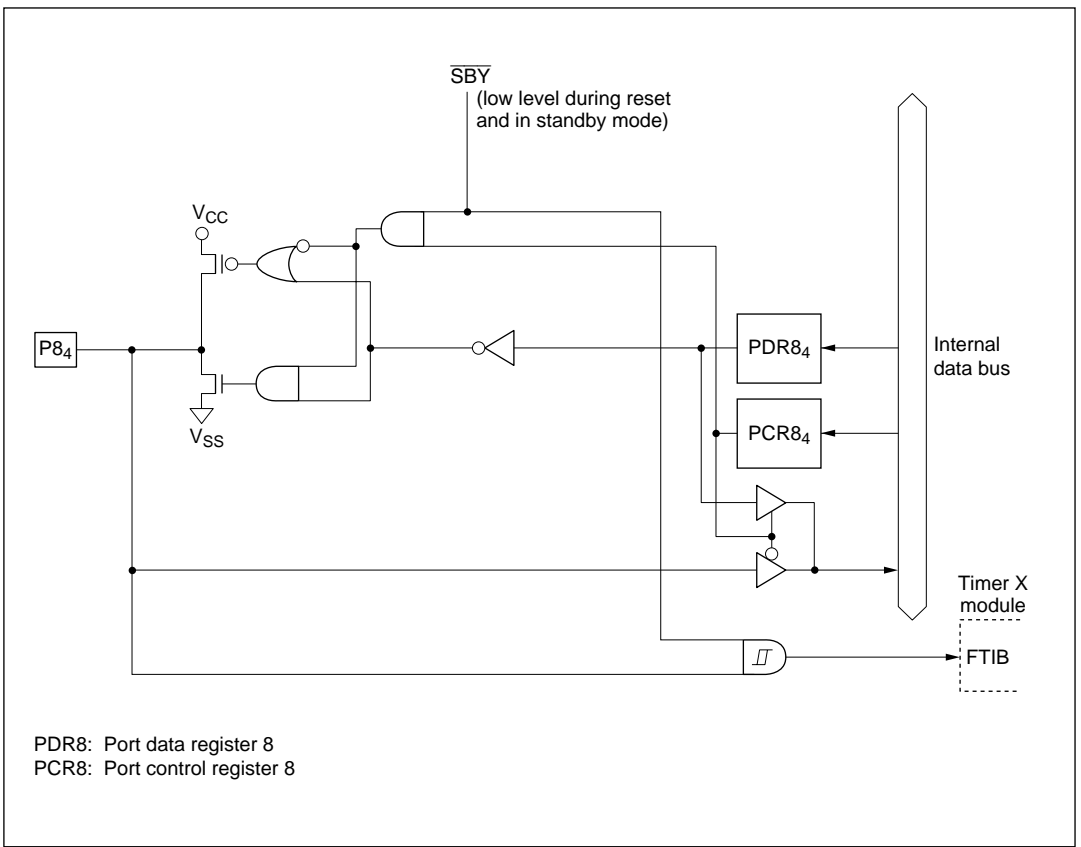 SBY
(low level during reset
and in standby mode)
VCC
P84
VSS
PDR84
PCR84
Internal
data bus
Timer X
module
FTIB
PDR8: Port data register 8
PCR8: Port control register 8